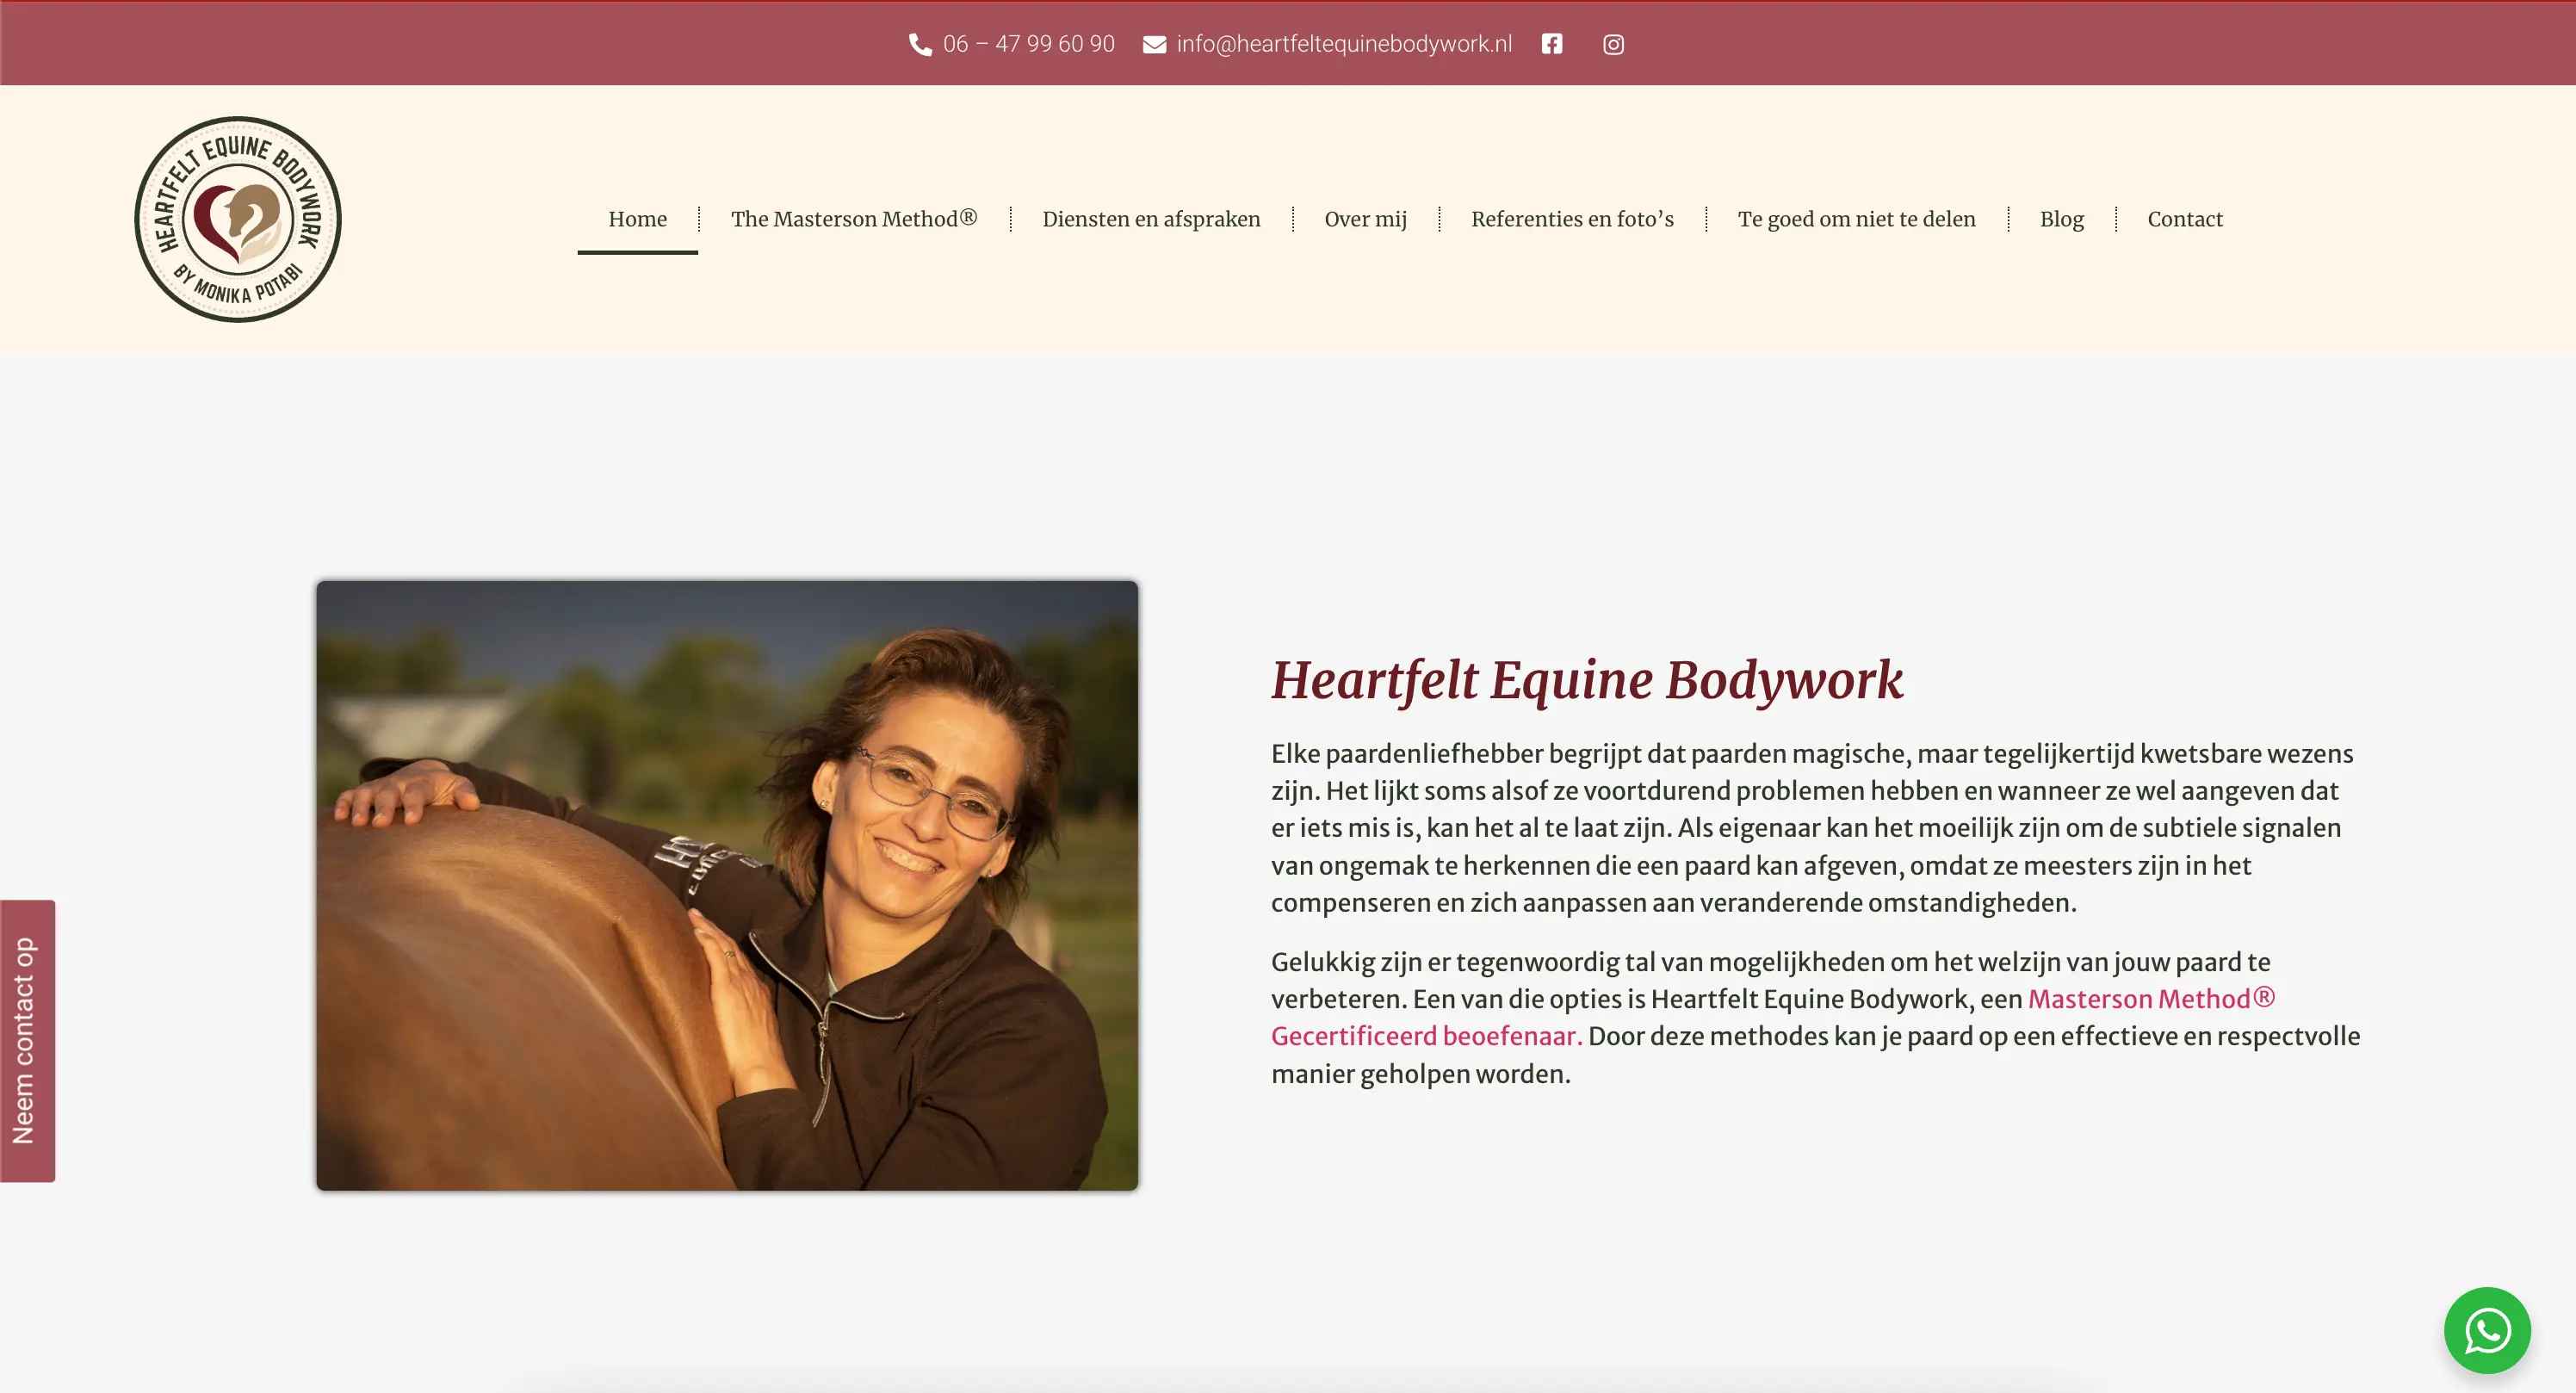 06 – 47 99 60 90
info@heartfeltequinebodywork.nl
HEARTFELT EQUINE BODYWORK
BY MONIKA POTABI
Home
The Masterson Method®
Diensten en afspraken
Over mij
Referenties en foto’s
Te goed om niet te delen
Blog
Contact
Heartfelt Equine Bodywork
Elke paardenliefhebber begrijpt dat paarden magische, maar tegelijkertijd kwetsbare wezens
zijn. Het lijkt soms alsof ze voortdurend problemen hebben en wanneer ze wel aangeven dat
er iets mis is, kan het al te laat zijn. Als eigenaar kan het moeilijk zijn om de subtiele signalen
van ongemak te herkennen die een paard kan afgeven, omdat ze meesters zijn in het
compenseren en zich aanpassen aan veranderende omstandigheden.
Gelukkig zijn er tegenwoordig tal van mogelijkheden om het welzijn van jouw paard te
verbeteren. Een van die opties is Heartfelt Equine Bodywork, een Masterson Method®
Gecertificeerd beoefenaar. Door deze methodes kan je paard op een effectieve en respectvolle
manier geholpen worden.
Neem contact op